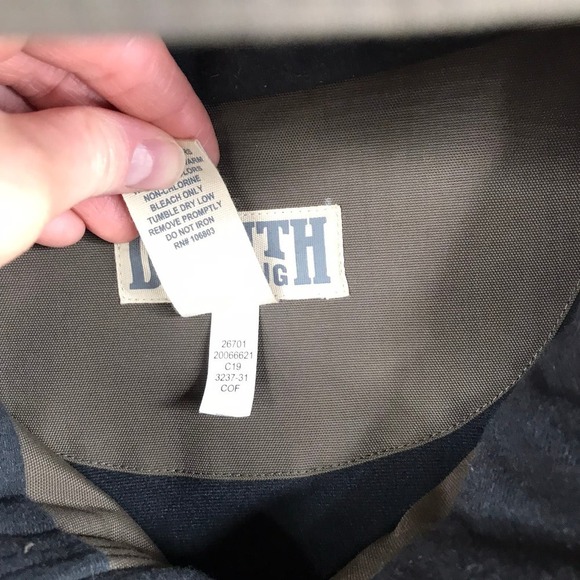 NON-CHLORINE
BLEACH ONLY
TUMBLE DRY LOW
REMOVE PROMPTLY
DO NOT IRON
RN# 106803
26701
20066621
C19
3237-31
COF